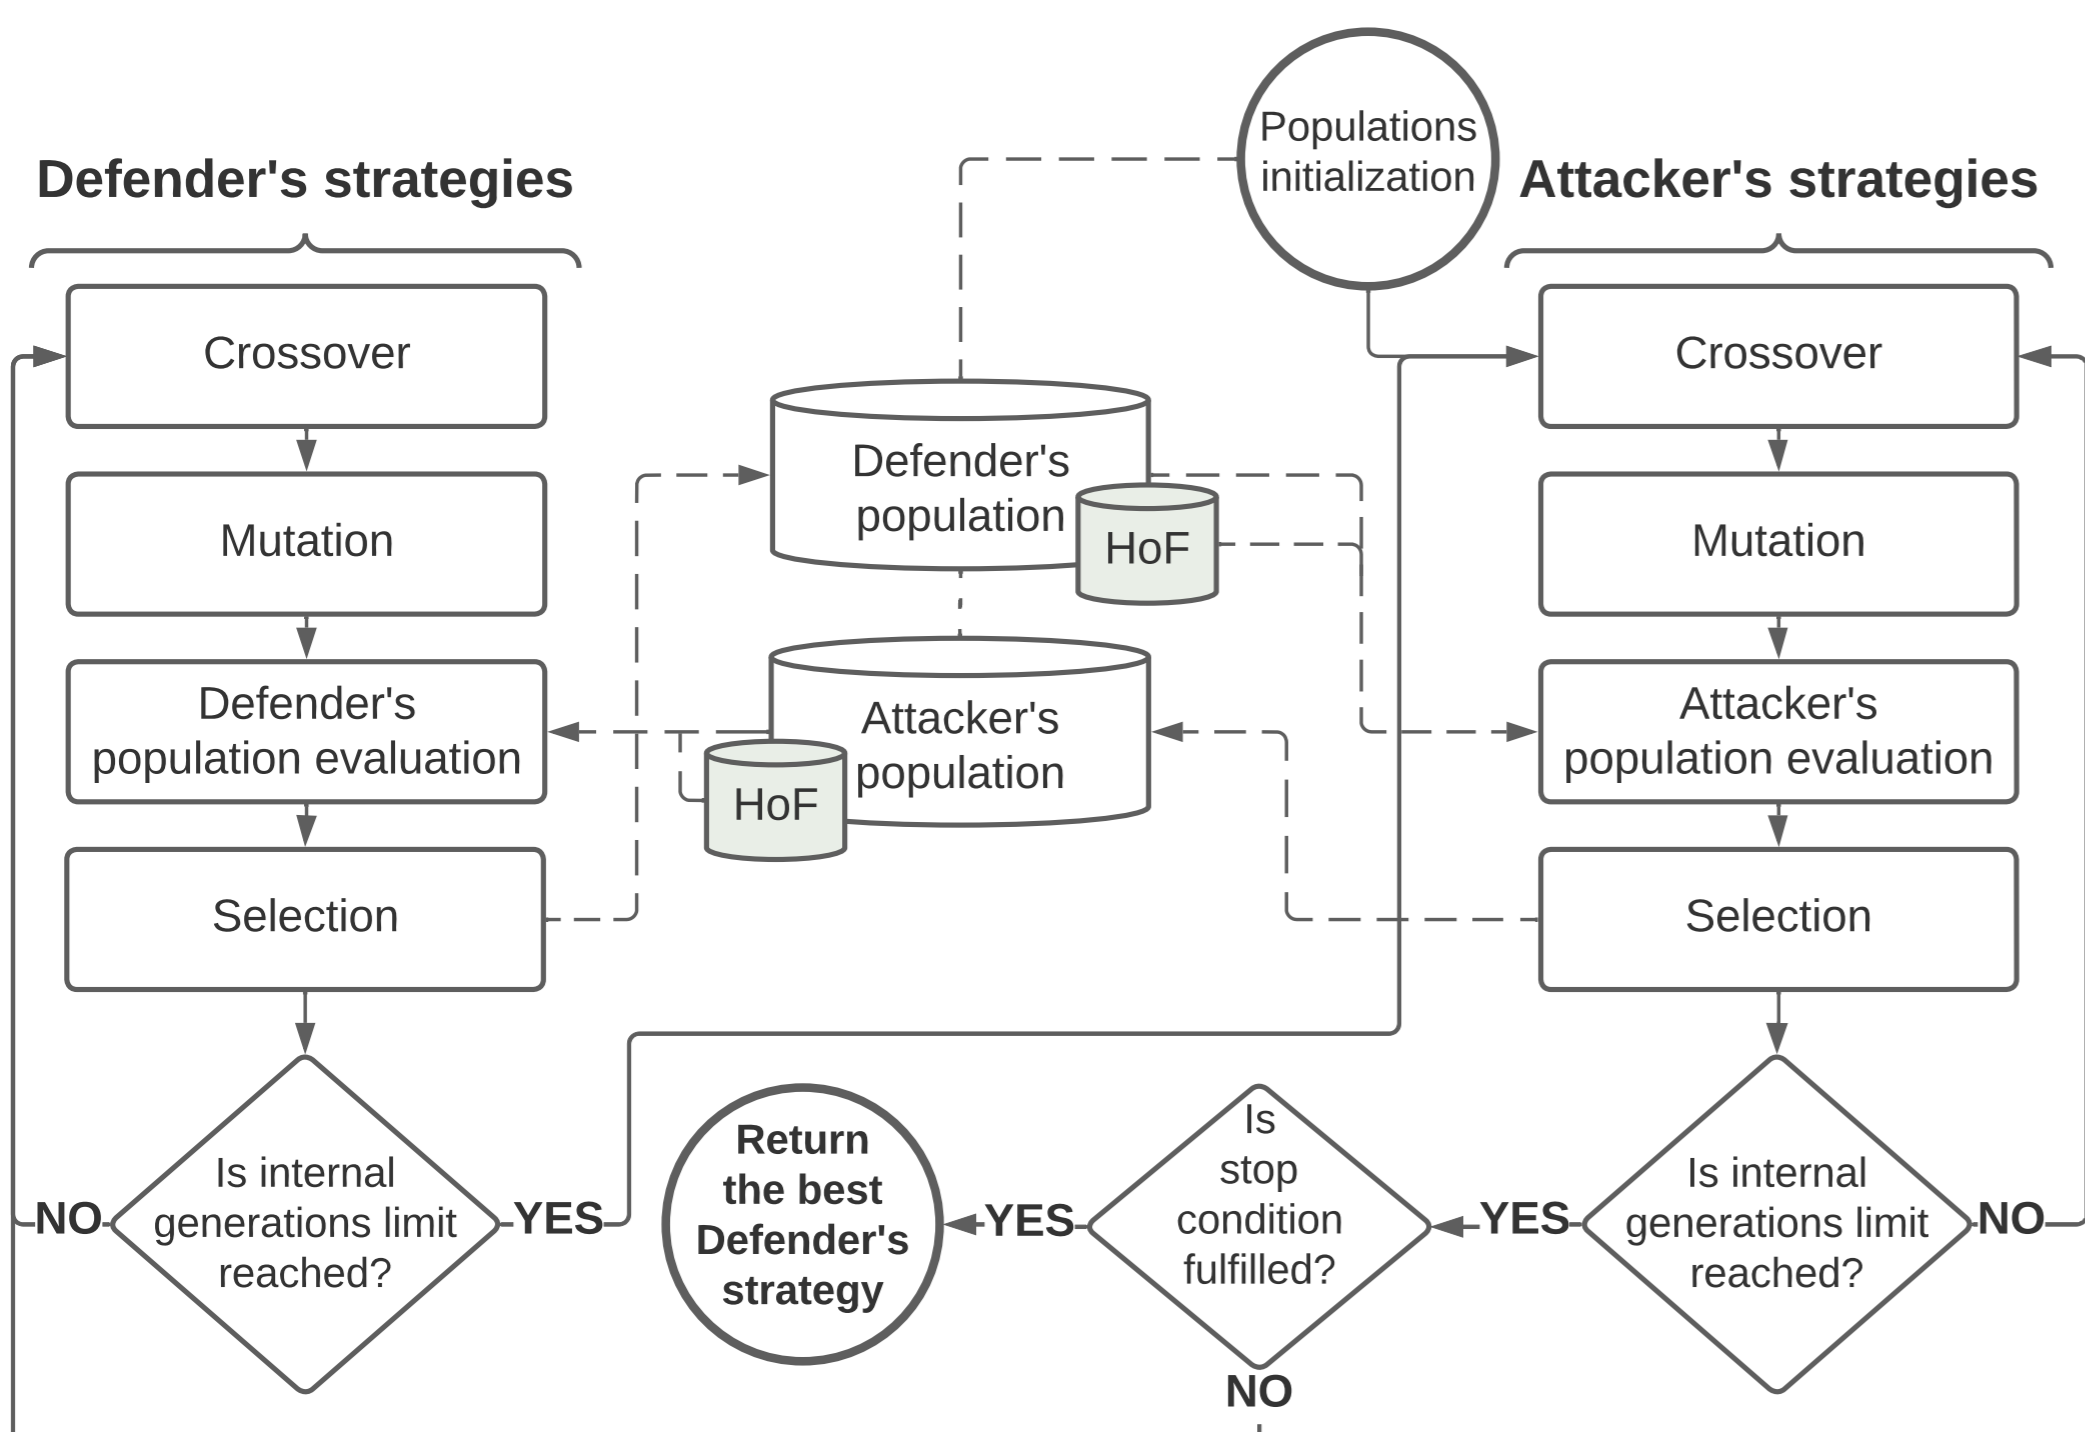 Populations
initialization
Defender's strategies
Attacker's strategies
Crossover
Mutation
Defender's
population evaluation
Selection
Is internal
generations limit
reached?
NO
YES
Defender's
population
HoF
Attacker's
population
HoF
Crossover
Mutation
Attacker's
population evaluation
Selection
Is internal
generations limit
reached?
NO
YES
Is
stop
condition
fulfilled?
YES
NO
Return
the best
Defender's
strategy